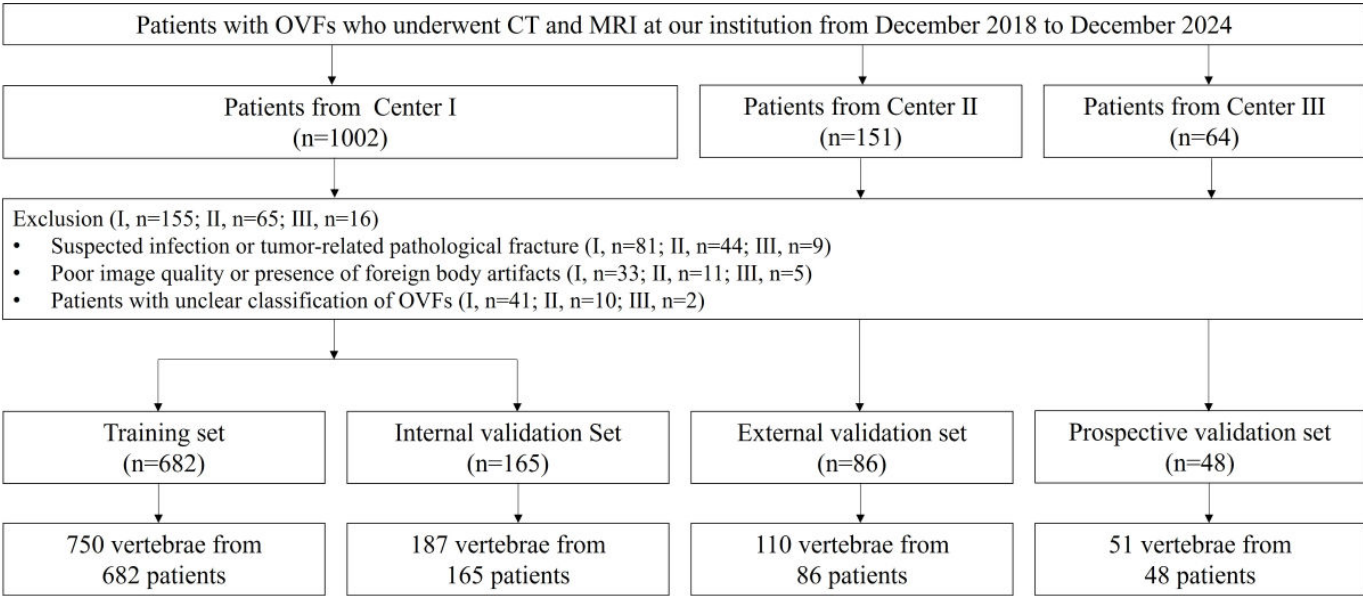 Patients with OVFs who underwent CT and MRI at our institution from December 2018 to December 2024
Patients from Center I
(n=1002)
Patients from Center II
(n=151)
Patients from Center III
(n=64)
Exclusion (I, n=155; II, n=65; III, n=16)
• Suspected infection or tumor-related pathological fracture (I, n=81; II, n=44; III, n=9)
• Poor image quality or presence of foreign body artifacts (I, n=33; II, n=11; III, n=5)
• Patients with unclear classification of OVFs (I, n=41; II, n=10; III, n=2)
Training set
(n=682)
Internal validation Set
(n=165)
External validation set
(n=86)
Prospective validation set
(n=48)
750 vertebrae from
682 patients
187 vertebrae from
165 patients
110 vertebrae from
86 patients
51 vertebrae from
48 patients